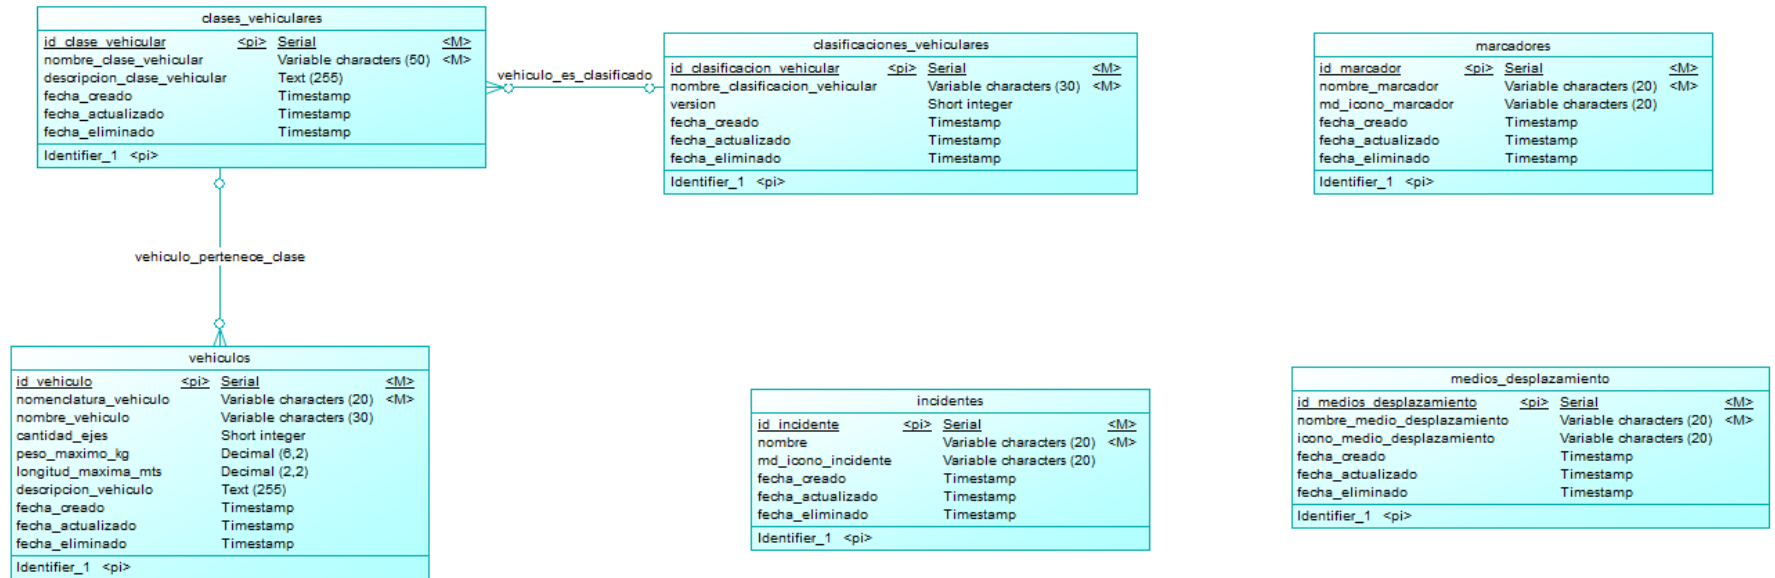 clases_vehiculares
id_clase_vehicular <pi> Serial <M>
nombre_clase_vehicular Variable characters (50) <M>
descripcion_clase_vehicular Text (255)
fecha_creado Timestamp
fecha_actualizado Timestamp
fecha_eliminado Timestamp
Identifier_1 <pi>
vehiculo_es_clasificado
clasificaciones_vehiculares
id_clasificacion_vehicular <pi> Serial <M>
nombre_clasificacion_vehicular Variable characters (30) <M>
version Short integer
fecha_creado Timestamp
fecha_actualizado Timestamp
fecha_eliminado Timestamp
Identifier_1 <pi>
marcadores
id_marcador <pi> Serial <M>
nombre_marcador Variable characters (20) <M>
md_icono_marcador Variable characters (20)
fecha_creado Timestamp
fecha_actualizado Timestamp
fecha_eliminado Timestamp
Identifier_1 <pi>
vehiculo_pertenece_clase
vehiculos
id_vehiculo <pi> Serial <M>
nomenclatura_vehiculo Variable characters (20) <M>
nombre_vehiculo Variable characters (30)
cantidad_ejes Short integer
peso_maximo_kg Decimal (6,2)
longitud_maxima_mts Decimal (2,2)
descripcion_vehiculo Text (255)
fecha_creado Timestamp
fecha_actualizado Timestamp
fecha_eliminado Timestamp
Identifier_1 <pi>
incidentes
id_incidente <pi> Serial <M>
nombre Variable characters (20) <M>
md_icono_incidente Variable characters (20)
fecha_creado Timestamp
fecha_actualizado Timestamp
fecha_eliminado Timestamp
Identifier_1 <pi>
medios_desplazamiento
id_medios_desplazamiento <pi> Serial <M>
nombre_medio_desplazamiento Variable characters (20) <M>
icono_medio_desplazamiento Variable characters (20)
fecha_creado Timestamp
fecha_actualizado Timestamp
fecha_eliminado Timestamp
Identifier_1 <pi>